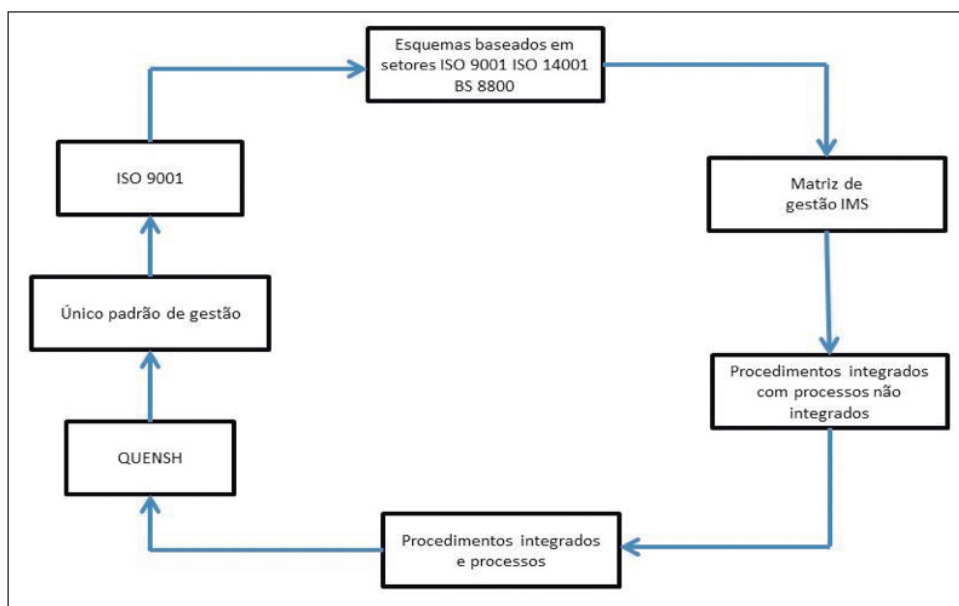 Esquemas baseados em
setores ISO 9001 ISO 14001
BS 8800
Matriz de
gestão IMS
Procedimentos integrados
com processos não
integrados
Procedimentos integrados
e processos
QUENSH
Único padrão de gestão
ISO 9001